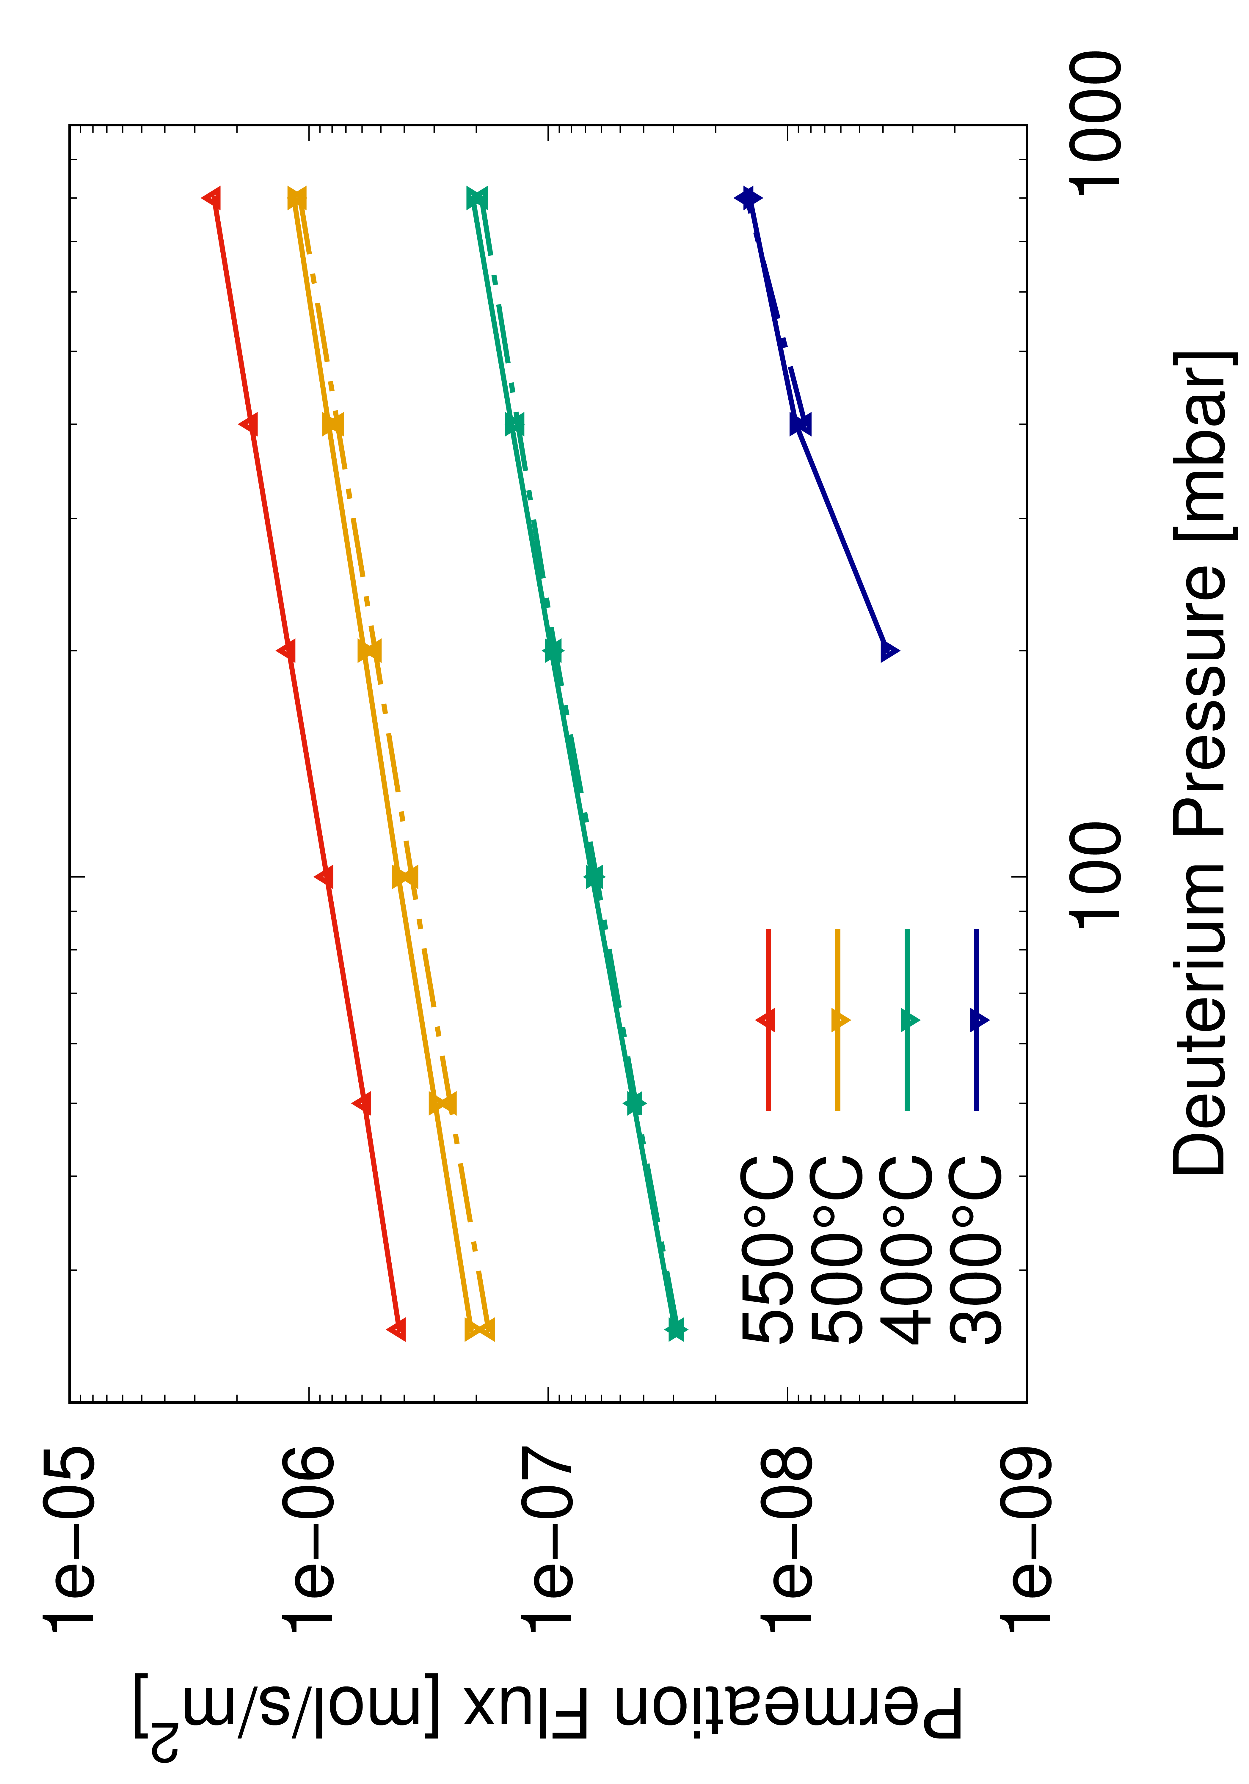 Permeation Flux [mol/s/m²]
1e−05
1e−06
1e−07
1e−08
1e−09
550°C
500°C
400°C
300°C
100
1000
Deuterium Pressure [mbar]